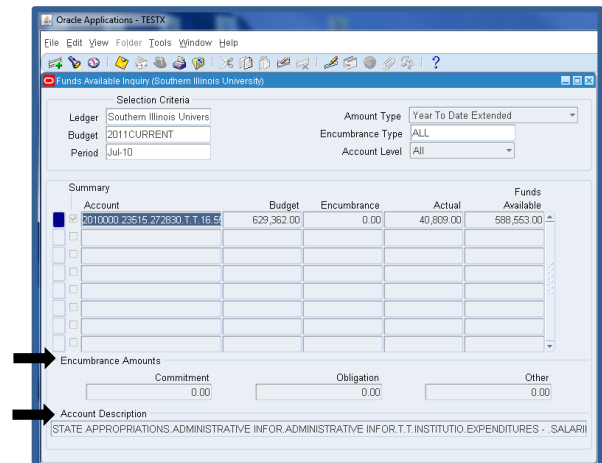 Oracle Applications - TESTX
File Edit View Folder Tools Window Help
Funds Available Inquiry (Southern Illinois University)
Selection Criteria
Ledger Southern Illinois Univers
Amount Type Year To Date Extended
Budget 2011CURRENT
Encumbrance Type ALL
Period Jul-10
Account Level All
Summary
Funds
Account Budget Encumbrance Actual Available
2010000.23515.272830.T.T.16.5 629,362.00 0.00 40,809.00 588,553.00
Encumbrance Amounts
Commitment Obligation Other
0.00 0.00 0.00
Account Description
STATE APPROPRIATIONS.ADMINISTRATIVE INFOR.ADMINISTRATIVE INFOR.T.T.INSTITUTIO.EXPENDITURES - .SALARII